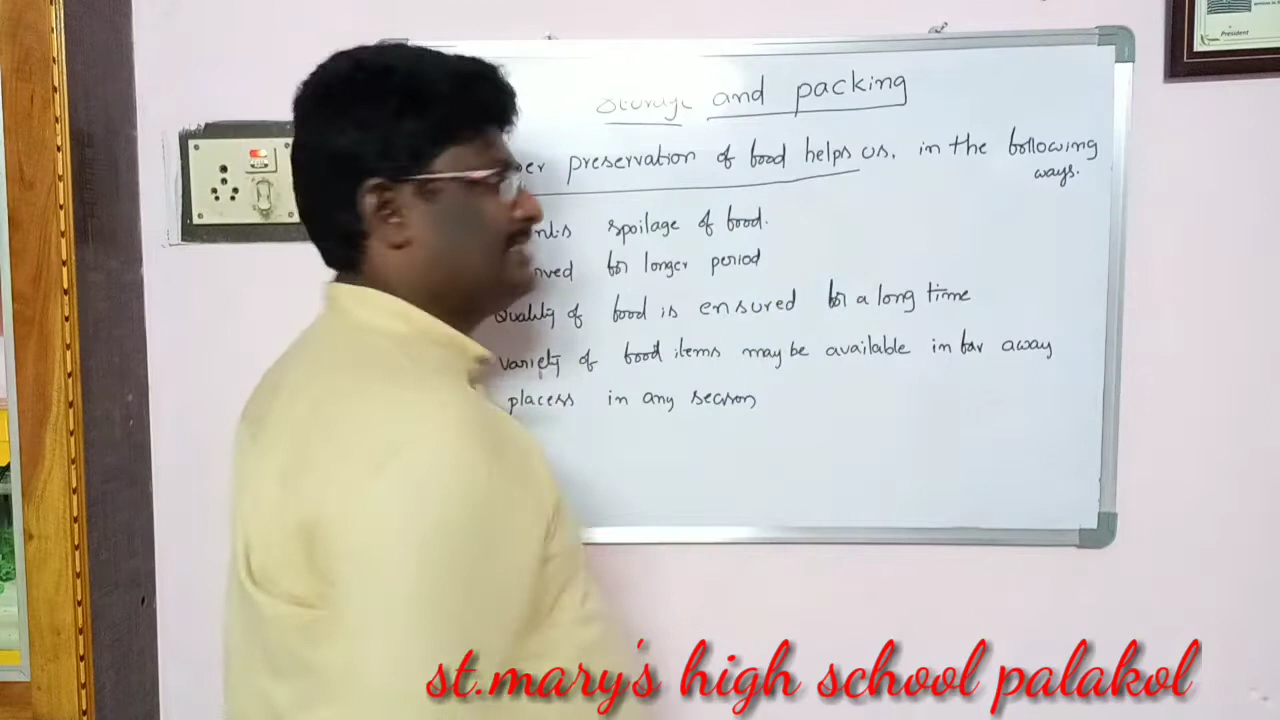 Storage and packing
preservation of food helps us. in the following
ways.
spoilage of food.
for longer period
Quality of food is ensured for a long time
variety of food items may be available in far away
placess in any season
President
st.mary's high school palakol